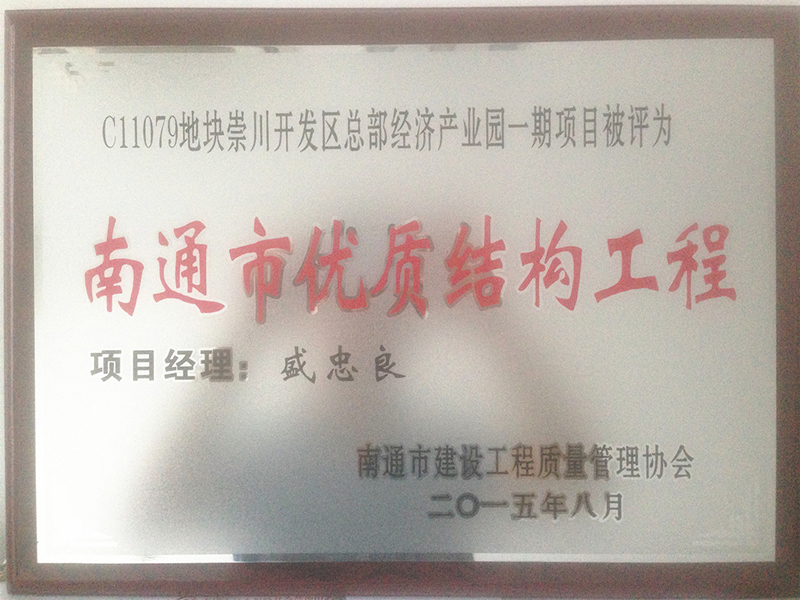 C11079地块崇川开发区总部经济产业园一期项目被评为
南通市优质结构工程
项目经理：盛忠良
南通市建设工程质量管理协会
二〇一五年八月